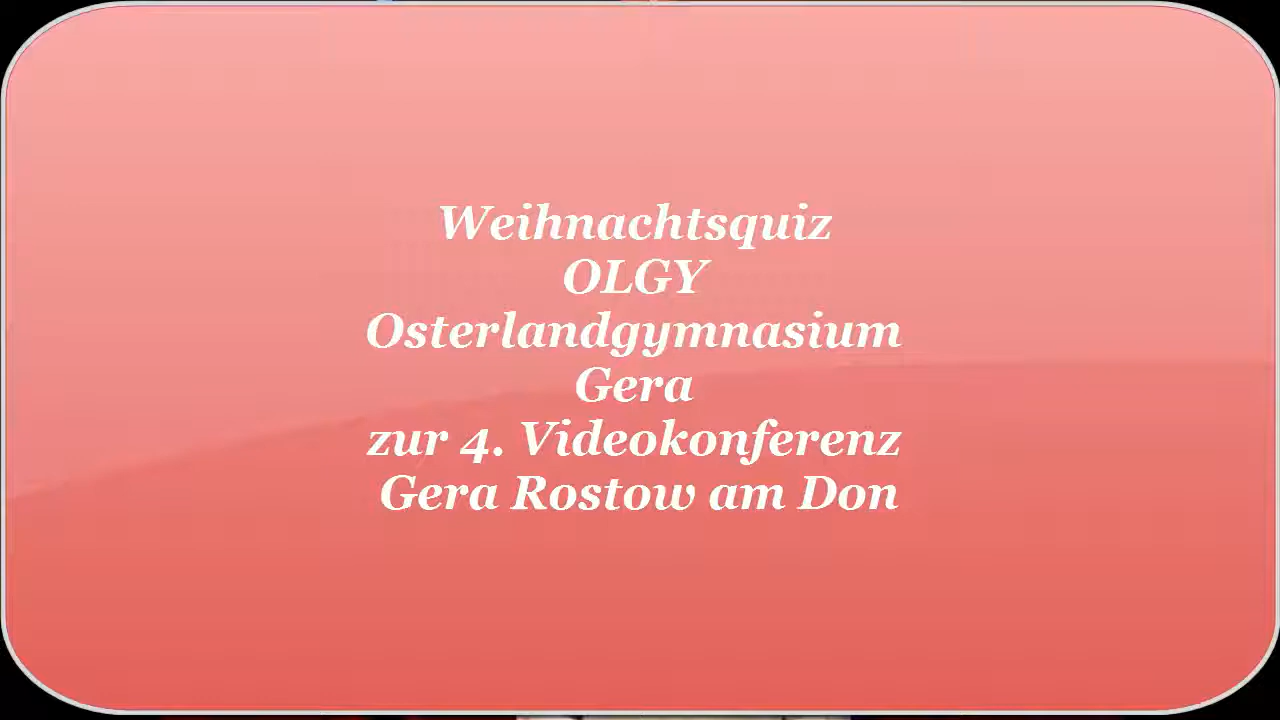 Weihnachtsquiz
OLGY
Osterlandgymnasium
Gera
zur 4. Videokonferenz
Gera Rostow am Don